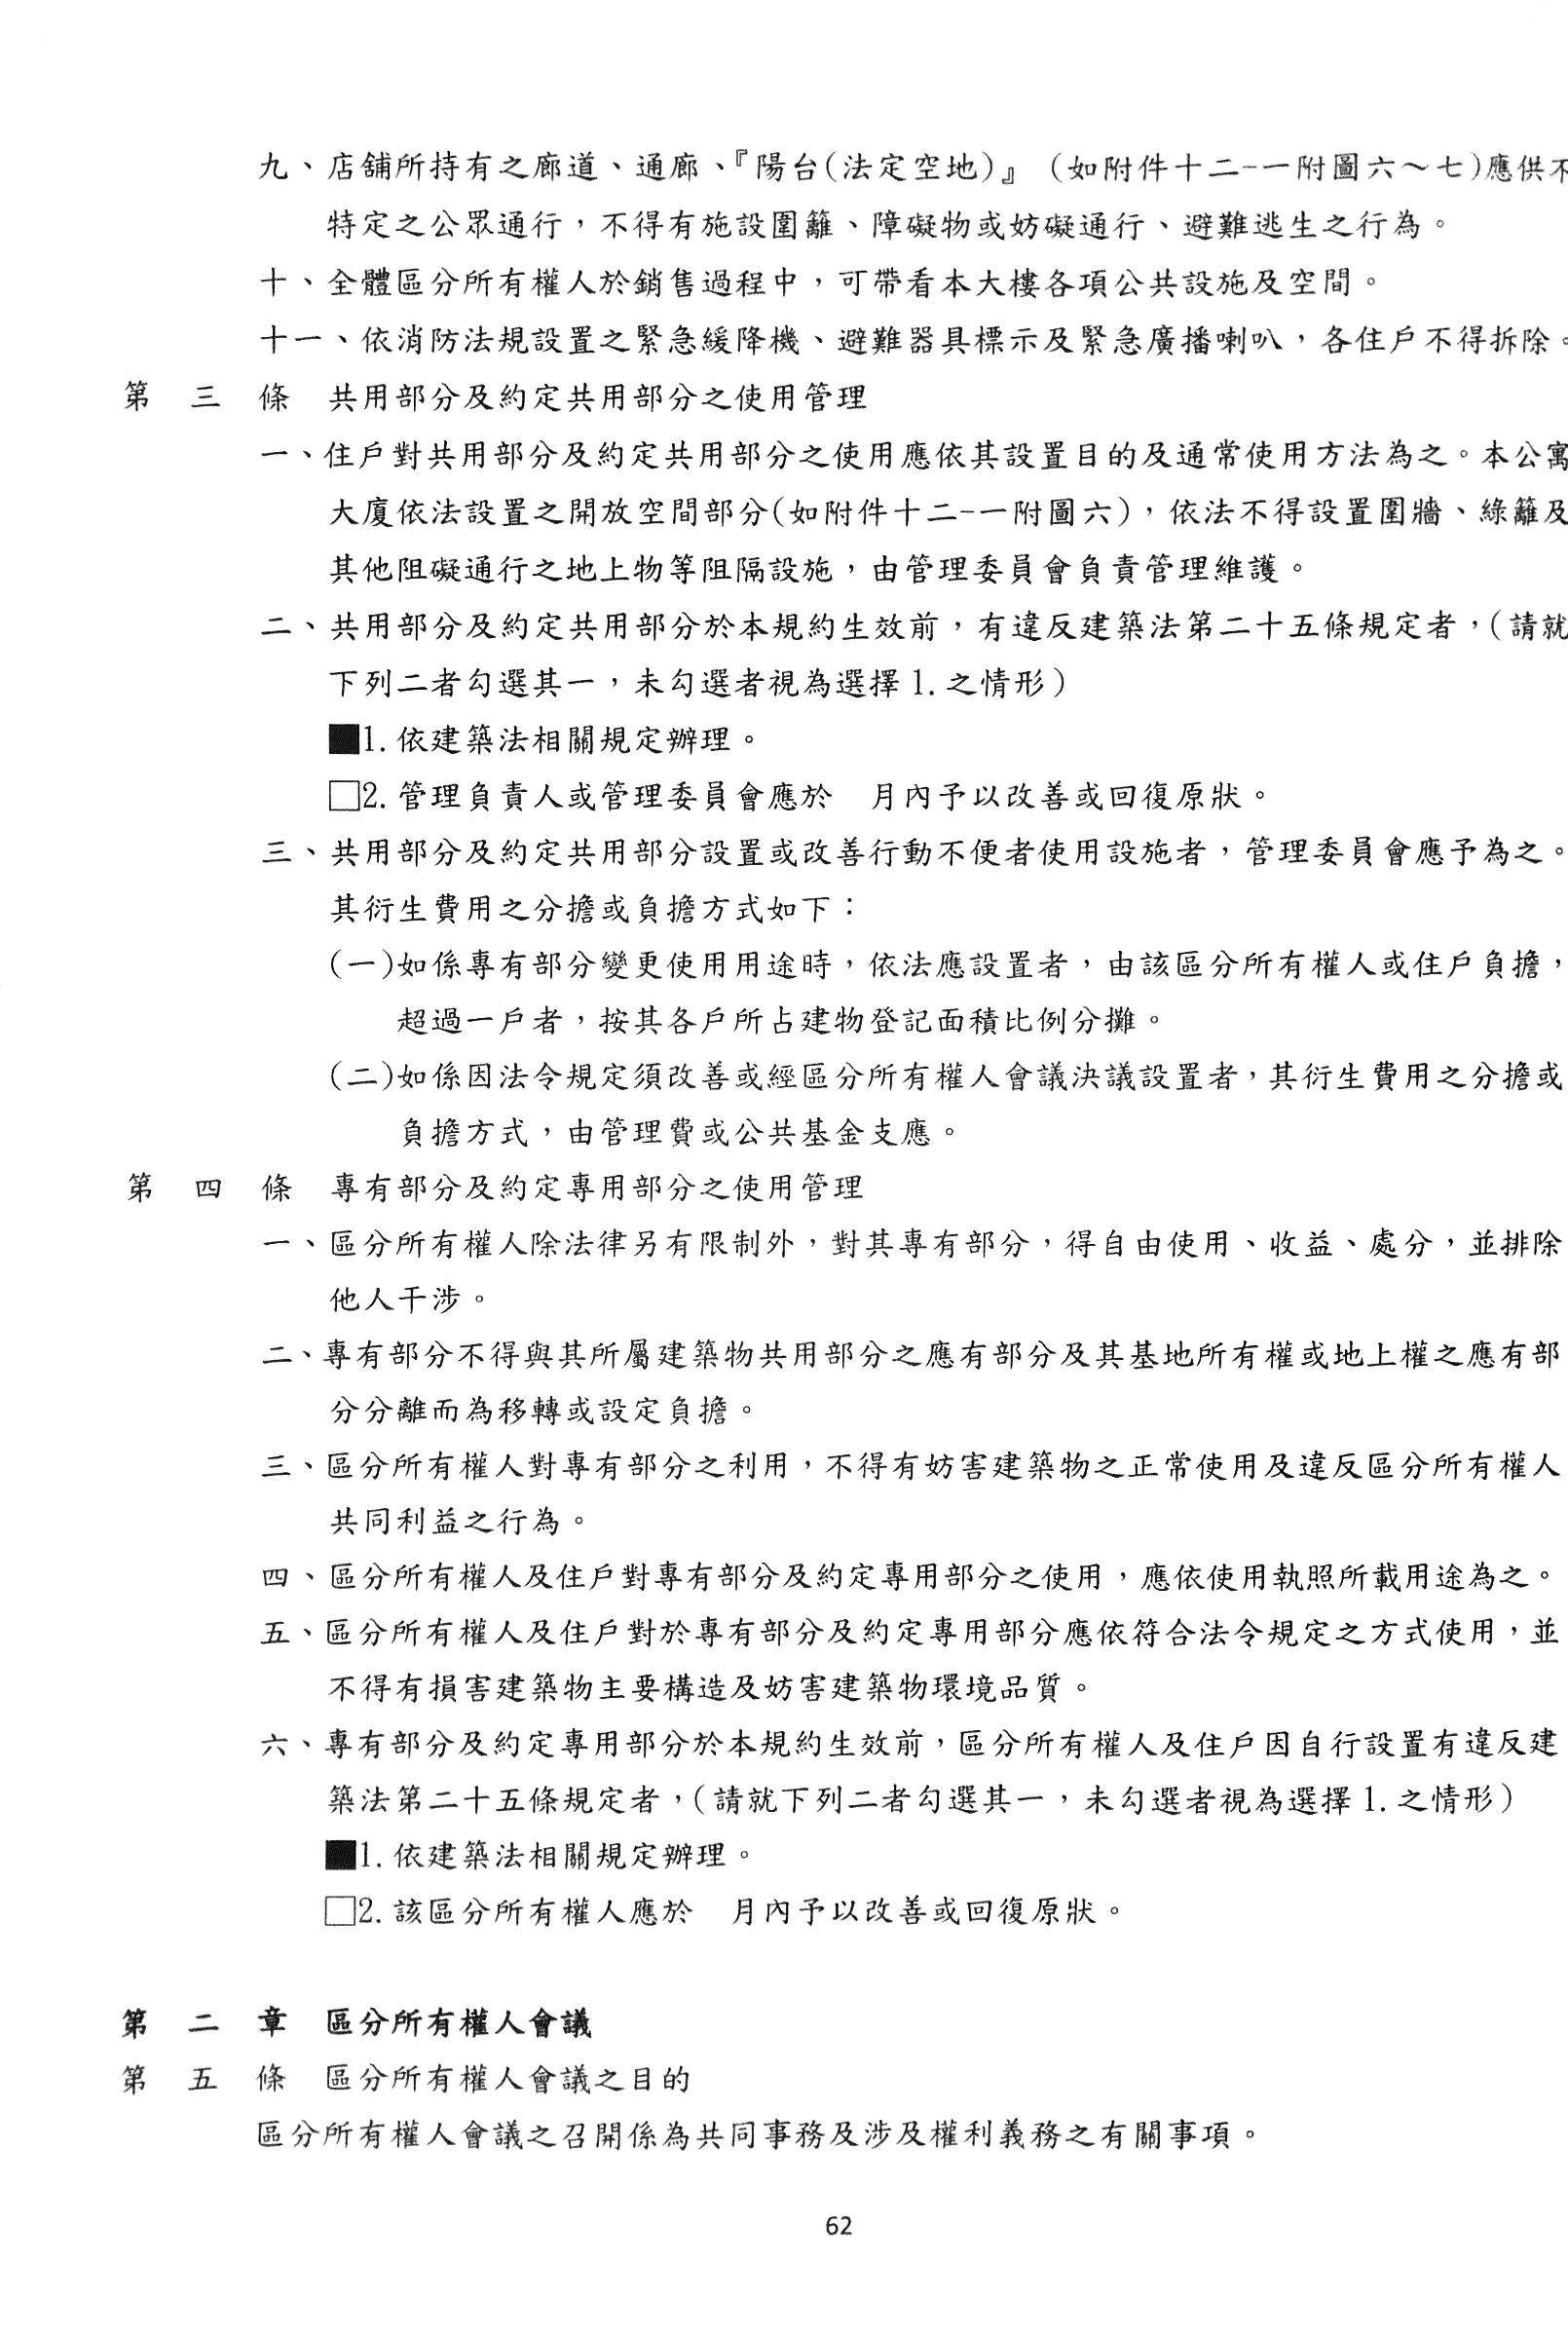 九、店舖所持有之廊道、通廊、『陽台(法定空地)』(如附件十二-一附圖六～七)應供不
特定之公眾通行，不得有施設圍籬、障礙物或妨礙通行、避難逃生之行為。
十、全體區分所有權人於銷售過程中，可帶看本大樓各項公共設施及空間。
十一、依消防法規設置之緊急緩降機、避難器具標示及緊急廣播喇叭，各住戶不得拆除。
第三條 共用部分及約定共用部分之使用管理
一、住戶對共用部分及約定共用部分之使用應依其設置目的及通常使用方法為之。本公寓
大廈依法設置之開放空間部分(如附件十二-一附圖六)，依法不得設置圍牆、綠籬及
其他阻礙通行之地上物等阻隔設施，由管理委員會負責管理維護。
二、共用部分及約定共用部分於本規約生效前，有違反建築法第二十五條規定者，(請就
下列二者勾選其一，未勾選者視為選擇1.之情形)
■1.依建築法相關規定辦理。
□2.管理負責人或管理委員會應於　月內予以改善或回復原狀。
三、共用部分及約定共用部分設置或改善行動不便者使用設施者，管理委員會應予為之。
其衍生費用之分擔或負擔方式如下：
(一)如係專有部分變更使用用途時，依法應設置者，由該區分所有權人或住戶負擔，
超過一戶者，按其各戶所占建物登記面積比例分攤。
(二)如係因法令規定須改善或經區分所有權人會議決議設置者，其衍生費用之分擔或
負擔方式，由管理費或公共基金支應。
第四條 專有部分及約定專用部分之使用管理
一、區分所有權人除法律另有限制外，對其專有部分，得自由使用、收益、處分，並排除
他人干涉。
二、專有部分不得與其所屬建築物共用部分之應有部分及其基地所有權或地上權之應有部
分分離而為移轉或設定負擔。
三、區分所有權人對專有部分之利用，不得有妨害建築物之正常使用及違反區分所有權人
共同利益之行為。
四、區分所有權人及住戶對專有部分及約定專用部分之使用，應依使用執照所載用途為之。
五、區分所有權人及住戶對於專有部分及約定專用部分應依符合法令規定之方式使用，並
不得有損害建築物主要構造及妨害建築物環境品質。
六、專有部分及約定專用部分於本規約生效前，區分所有權人及住戶因自行設置有違反建
築法第二十五條規定者，(請就下列二者勾選其一，未勾選者視為選擇1.之情形)
■1.依建築法相關規定辦理。
□2.該區分所有權人應於　月內予以改善或回復原狀。
第二章 區分所有權人會議
第五條 區分所有權人會議之目的
區分所有權人會議之召開係為共同事務及涉及權利義務之有關事項。
62